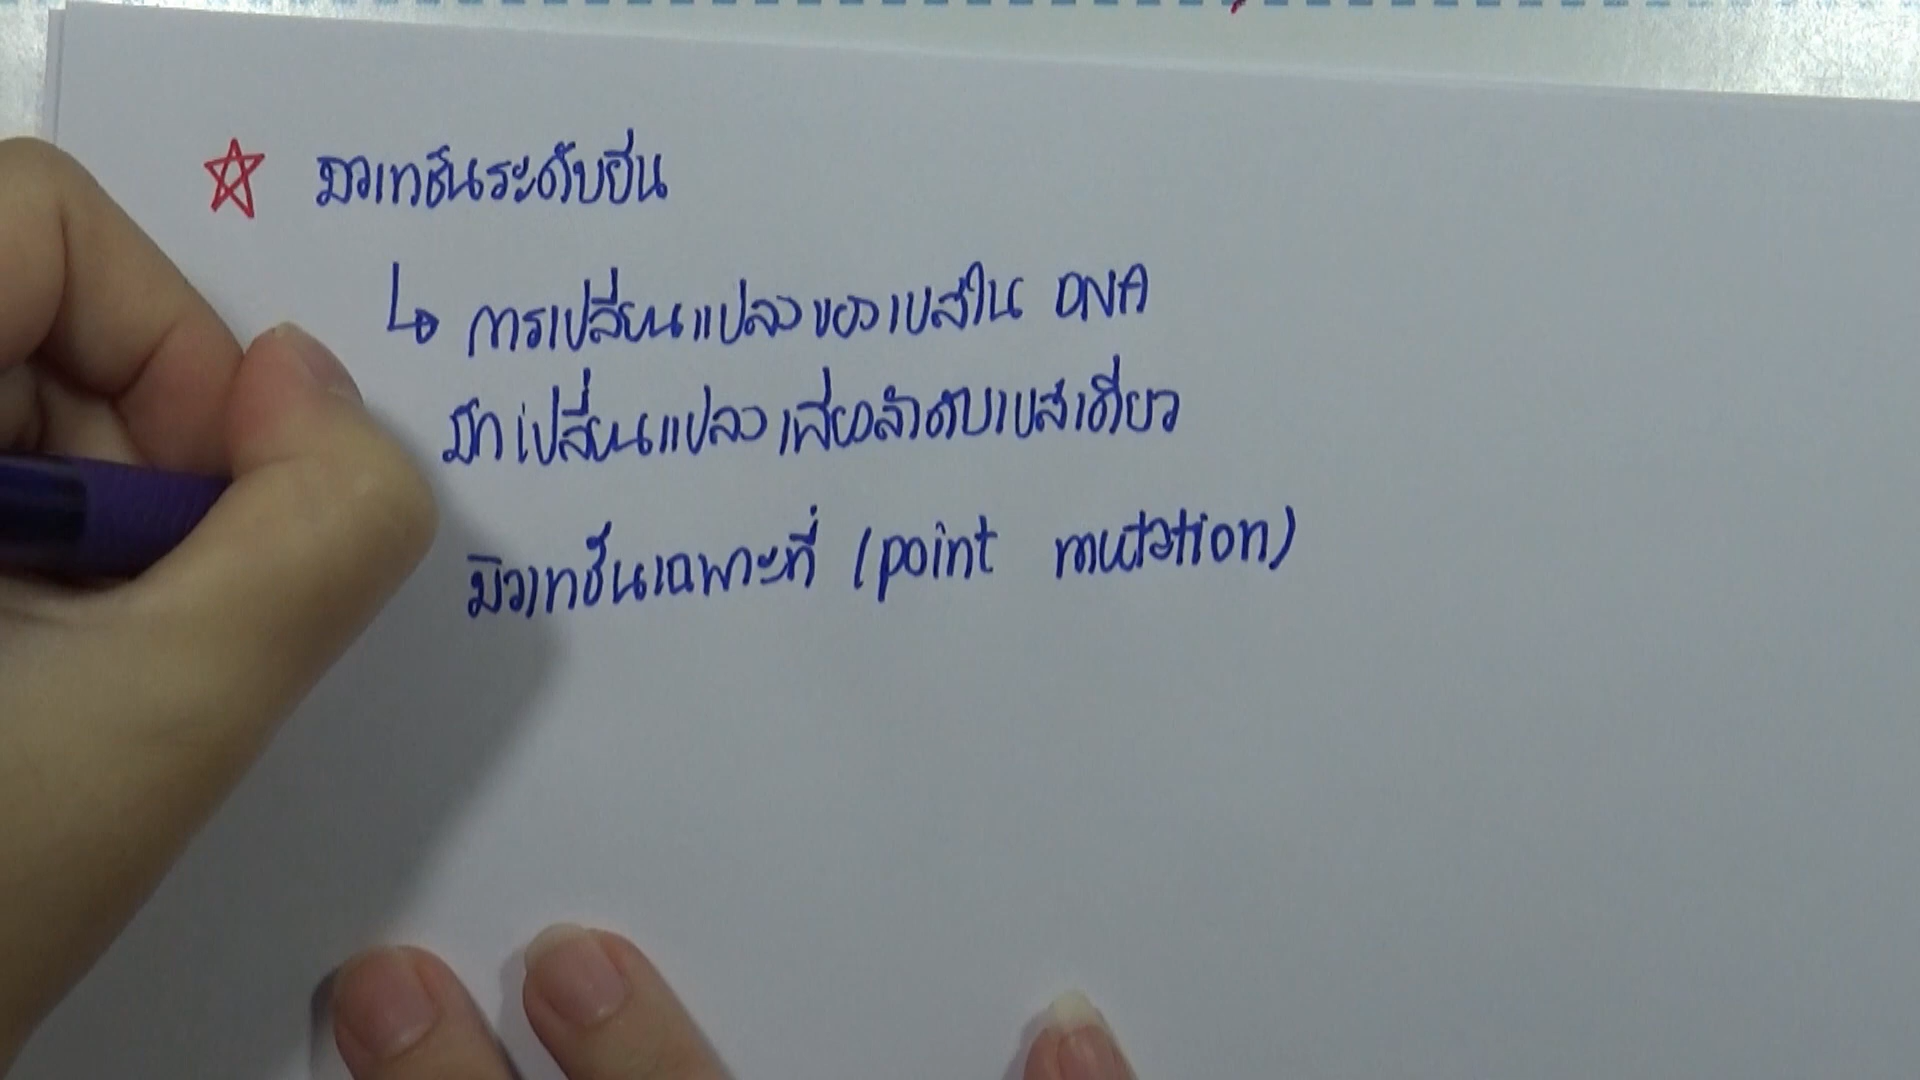 มิวเทชันระดับยีน
การเปลี่ยนแปลงของเบสใน DNA
มักเปลี่ยนแปลงเพียงลำดับเบสเดียว
มิวเทชันเฉพาะที่ (point mutation)